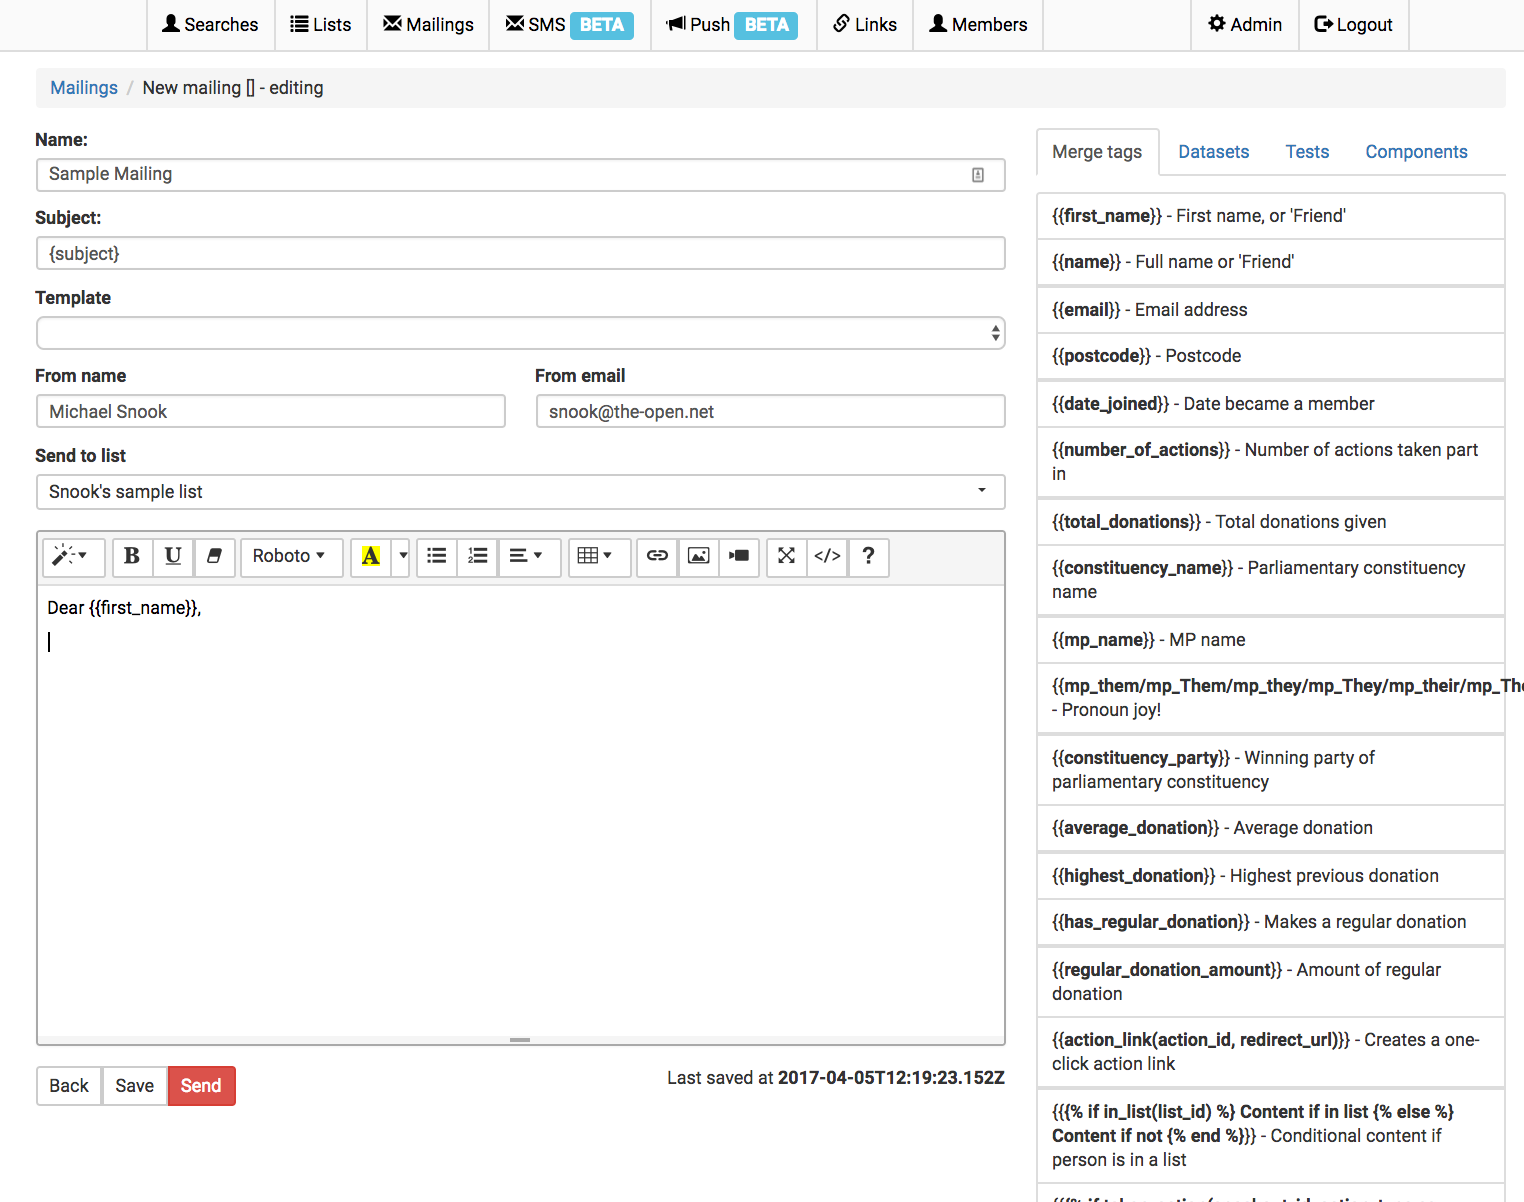 Searches Lists Mailings SMS BETA Push BETA Links Members Admin Logout
Mailings / New mailing [] - editing
Name:
Sample Mailing
Subject:
{subject}
Template
From name From email
Michael Snook snook@the-open.net
Send to list
Snook's sample list
B U Roboto A </> ?
Dear {{first_name}},
Back Save Send Last saved at 2017-04-05T12:19:23.152Z
Merge tags Datasets Tests Components
{{first_name}} - First name, or 'Friend'
{{name}} - Full name or 'Friend'
{{email}} - Email address
{{postcode}} - Postcode
{{date_joined}} - Date became a member
{{number_of_actions}} - Number of actions taken part
in
{{total_donations}} - Total donations given
{{constituency_name}} - Parliamentary constituency
name
{{mp_name}} - MP name
{{mp_them/mp_Them/mp_they/mp_They/mp_their/mp_The
- Pronoun joy!
{{constituency_party}} - Winning party of
parliamentary constituency
{{average_donation}} - Average donation
{{highest_donation}} - Highest previous donation
{{has_regular_donation}} - Makes a regular donation
{{regular_donation_amount}} - Amount of regular
donation
{{action_link(action_id, redirect_url)}} - Creates a one-
click action link
{{{% if in_list(list_id) %} Content if in list {% else %}
Content if not {% end %}}} - Conditional content if
person is in a list